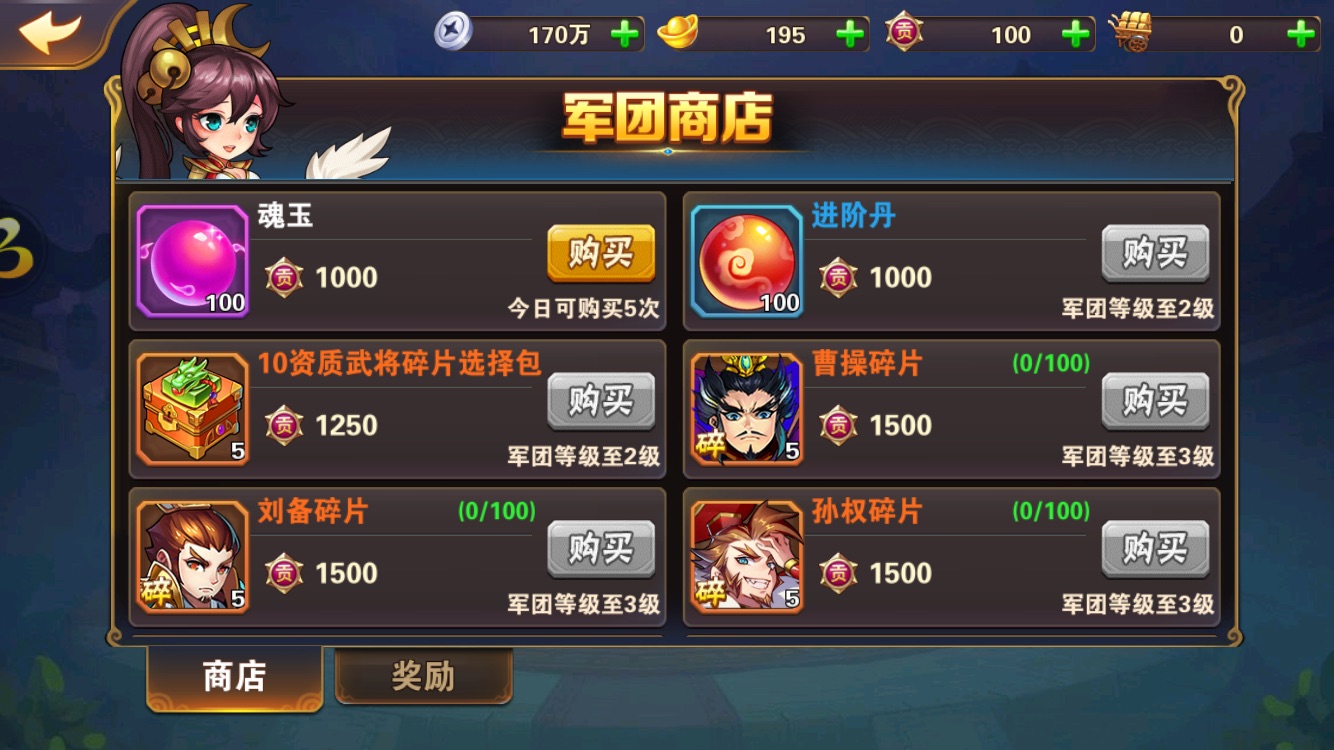 170万
195
100
0
军团商店
魂玉
100
贡 1000
购买
今日可购买5次
进阶丹
100
贡 1000
购买
军团等级至2级
10资质武将碎片选择包
5
贡 1250
购买
军团等级至2级
曹操碎片 (0/100)
碎 5
贡 1500
购买
军团等级至3级
刘备碎片 (0/100)
碎 5
贡 1500
购买
军团等级至3级
孙权碎片 (0/100)
碎 5
贡 1500
购买
军团等级至3级
商店
奖励